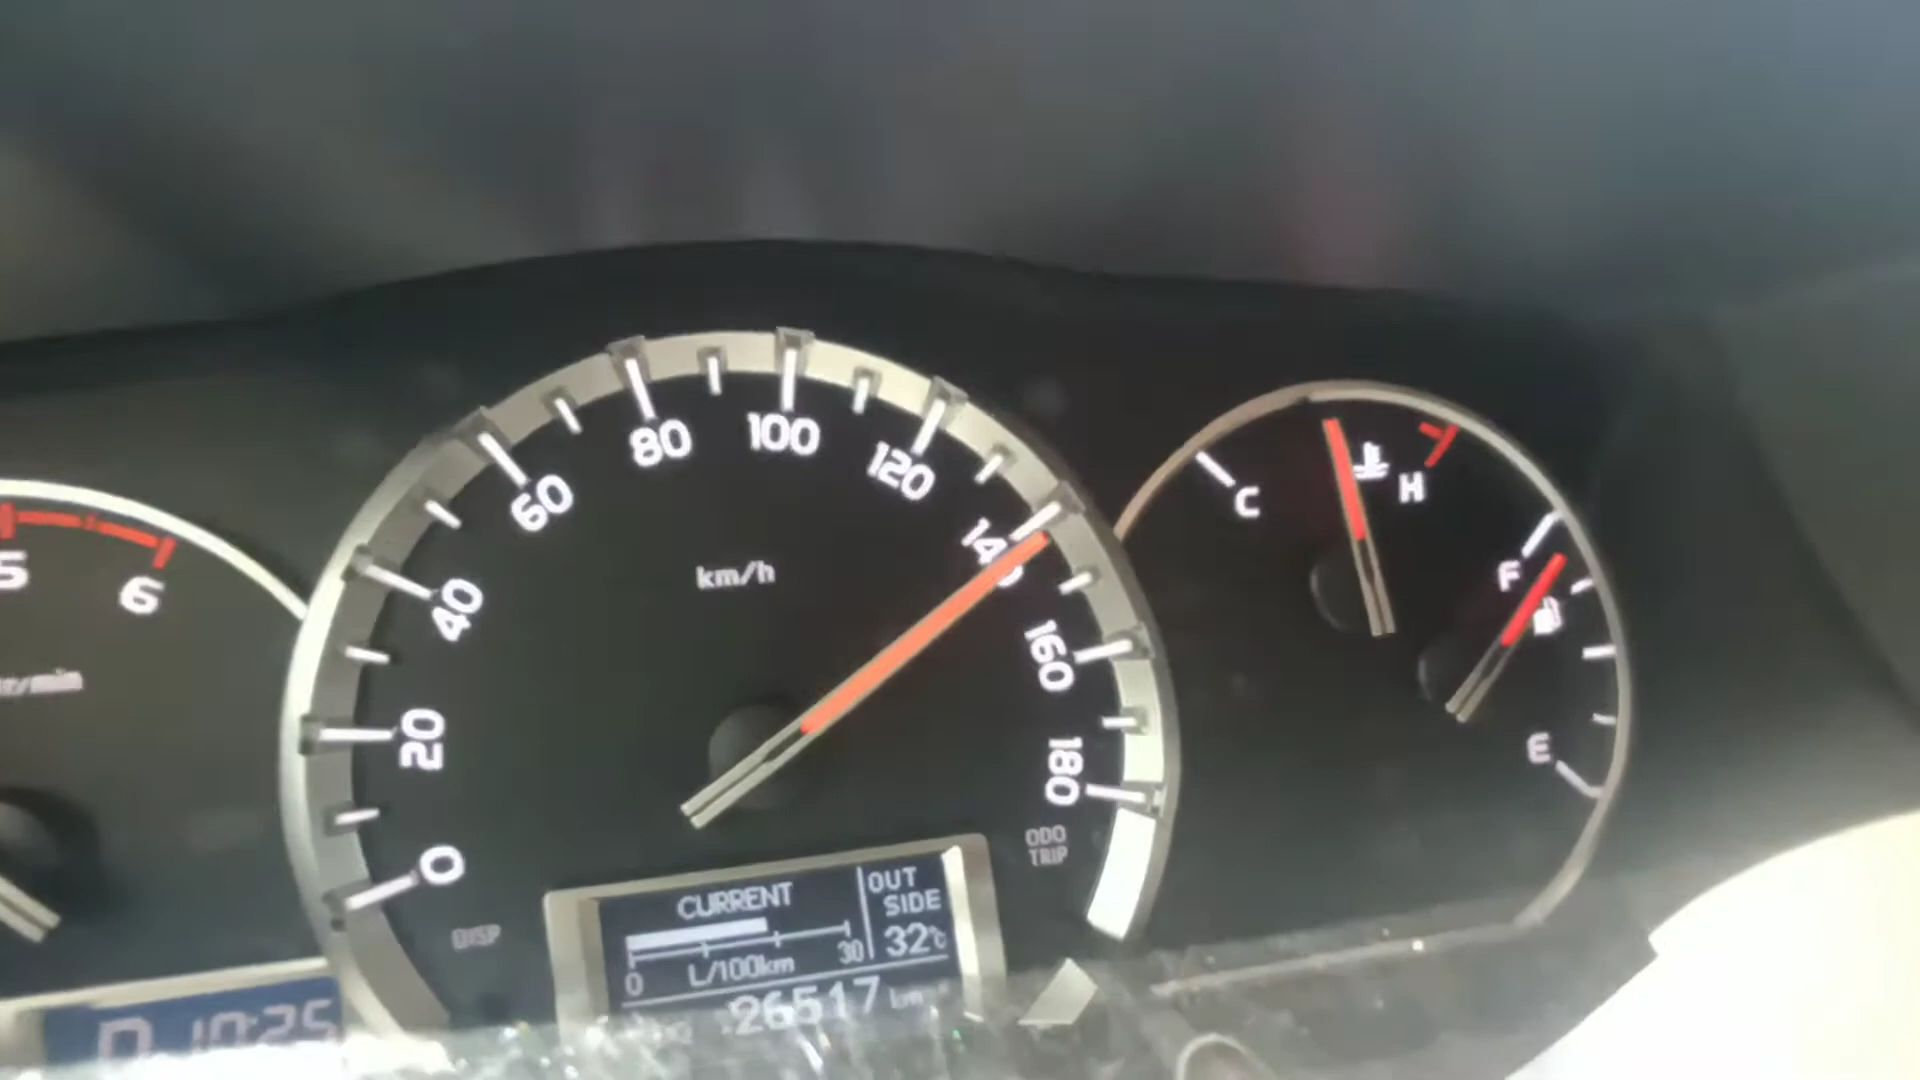 5
6
r/min
0
20
40
60
80
100
120
140
160
180
km/h
C
H
F
E
ODO
TRIP
DISP
CURRENT
0
30
L/100km
OUT
SIDE
32°C
26517 km
D 10:25